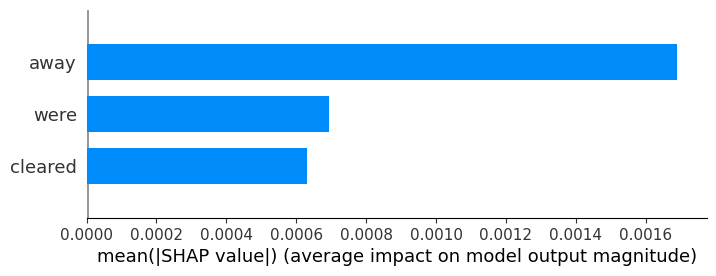 away
were
cleared
0.0000 0.0002 0.0004 0.0006 0.0008 0.0010 0.0012 0.0014 0.0016
mean(|SHAP value|) (average impact on model output magnitude)